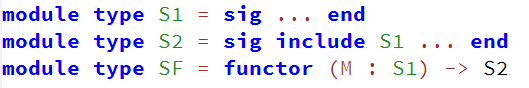 module type S1 = sig ... end
module type S2 = sig include S1 ... end
module type SF = functor (M : S1) -> S2